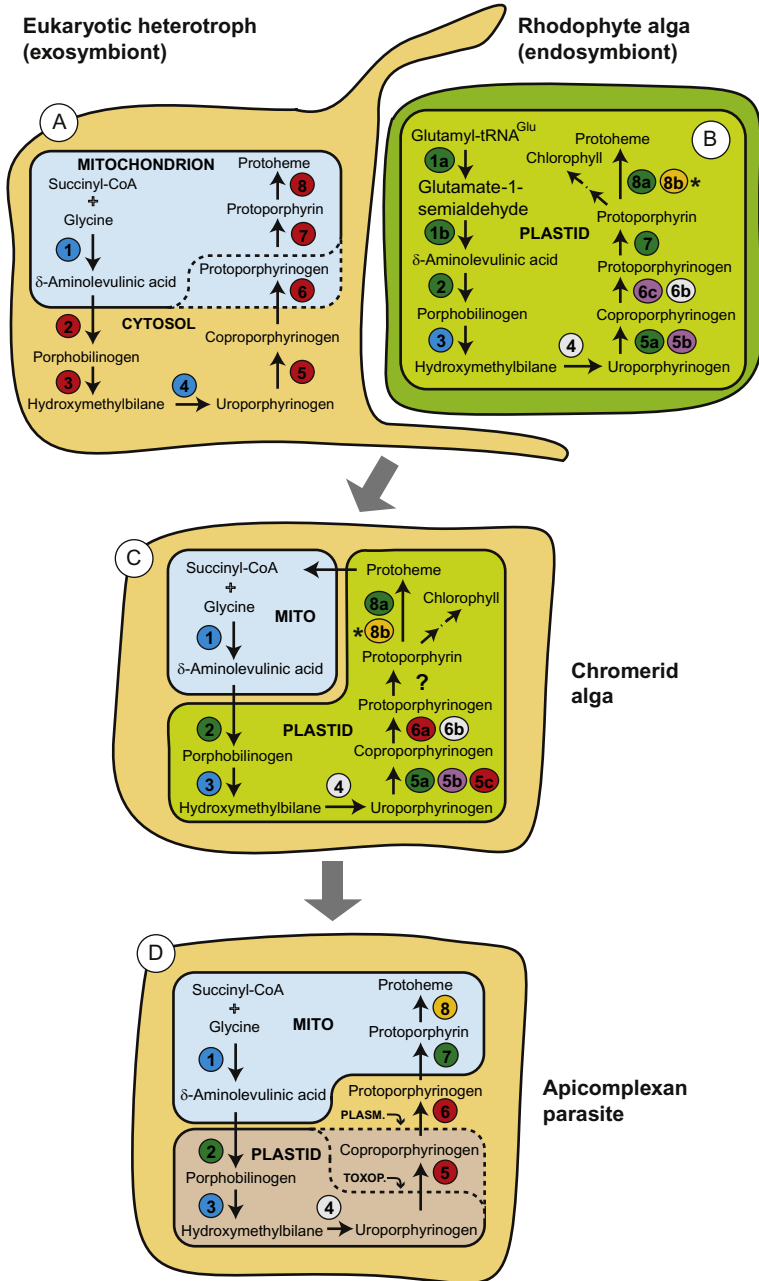 Eukaryotic heterotroph
(exosymbiont)
Rhodophyte alga
(endosymbiont)
A
MITOCHONDRION
Succinyl-CoA
+
Glycine
1
δ-Aminolevulinic acid
2
CYTOSOL
Porphobilinogen
3
Hydroxymethylbilane
4
Uroporphyrinogen
5
Coproporphyrinogen
6
Protoporphyrinogen
7
Protoporphyrin
8
Protoheme
B
Glutamyl-tRNAGlu
1a
Glutamate-1-
semialdehyde
1b
δ-Aminolevulinic acid
2
Porphobilinogen
3
Hydroxymethylbilane
4
Uroporphyrinogen
5a 5b
Coproporphyrinogen
6c 6b
Protoporphyrinogen
7
PLASTID
Protoporphyrin
8a 8b *
Chlorophyll
Protoheme
C
Succinyl-CoA
+
Glycine
MITO
1
δ-Aminolevulinic acid
2
PLASTID
Porphobilinogen
3
Hydroxymethylbilane
4
Uroporphyrinogen
5a 5b 5c
Coproporphyrinogen
6a 6b
Protoporphyrinogen
?
Protoporphyrin
8a
* 8b
Chlorophyll
Protoheme
Chromerid
alga
D
Succinyl-CoA
+
Glycine
MITO
1
δ-Aminolevulinic acid
2
PLASTID
Porphobilinogen
3
Hydroxymethylbilane
4
Uroporphyrinogen
TOXOP.
5
Coproporphyrinogen
PLASM.
6
Protoporphyrinogen
7
Protoporphyrin
8
Protoheme
Apicomplexan
parasite